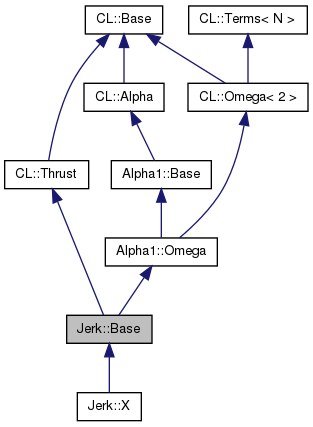 CL::Base
CL::Terms< N >
CL::Alpha
CL::Omega< 2 >
CL::Thrust
Alpha1::Base
Alpha1::Omega
Jerk::Base
Jerk::X